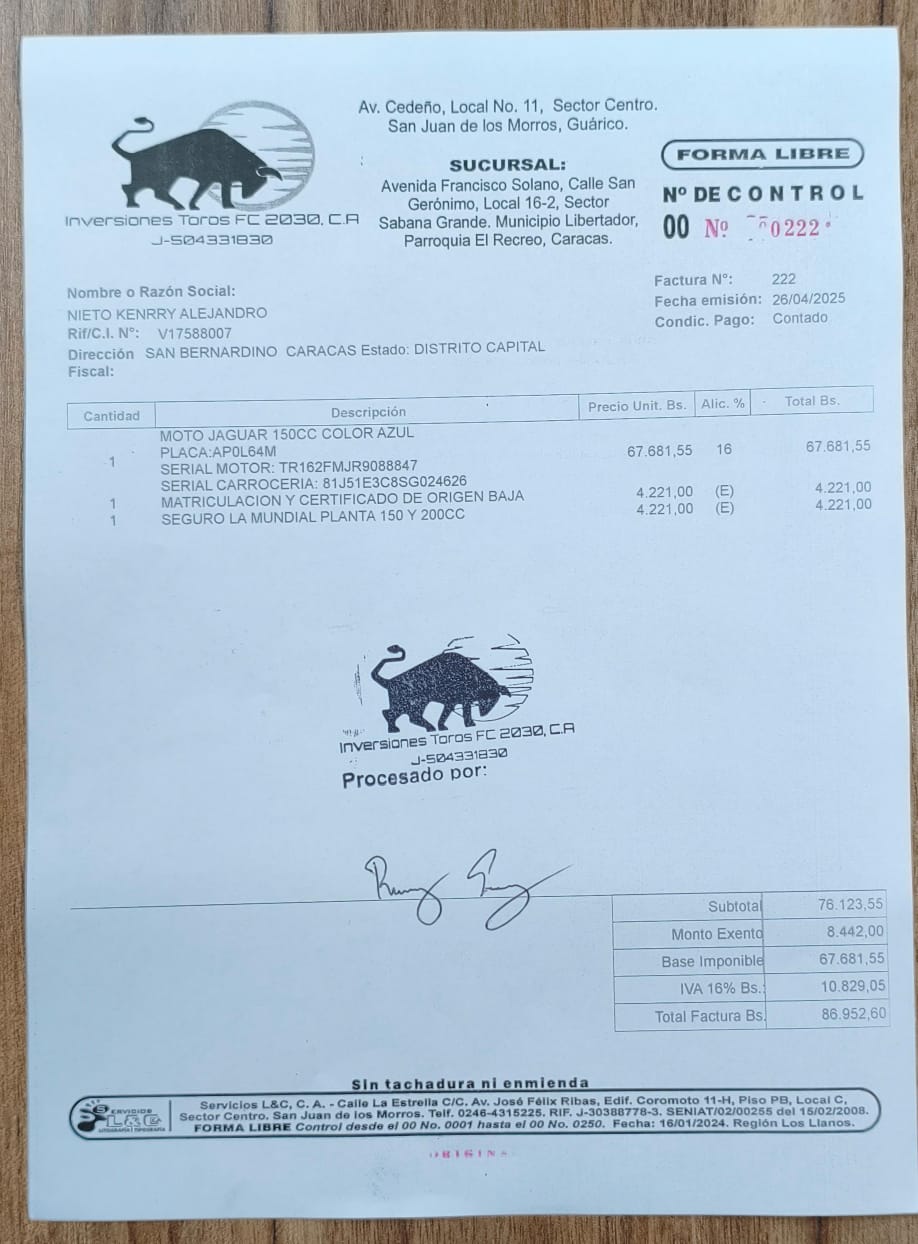 Av. Cedeño, Local No. 11, Sector Centro.
San Juan de los Morros, Guárico.
SUCURSAL:
Avenida Francisco Solano, Calle San
Gerónimo, Local 16-2, Sector
Sabana Grande. Municipio Libertador,
Parroquia El Recreo, Caracas.
Inversiones Toros FC 2030, C.A
J-504331830
FORMA LIBRE
Nº DE CONTROL
00 Nº 0222
Factura Nº: 222
Fecha emisión: 26/04/2025
Condic. Pago: Contado
Nombre o Razón Social:
NIETO KENRRY ALEJANDRO
Rif/C.I. Nº: V17588007
Dirección SAN BERNARDINO CARACAS Estado: DISTRITO CAPITAL
Fiscal:
Cantidad Descripción Precio Unit. Bs. Alic. % Total Bs.
MOTO JAGUAR 150CC COLOR AZUL
PLACA:AP0L64M
1 67.681,55 16 67.681,55
SERIAL MOTOR: TR162FMJR9088847
SERIAL CARROCERIA: 81J51E3C8SG024626
1 MATRICULACION Y CERTIFICADO DE ORIGEN BAJA 4.221,00 (E) 4.221,00
1 SEGURO LA MUNDIAL PLANTA 150 Y 200CC 4.221,00 (E) 4.221,00
Inversiones Toros FC 2030, C.A
J-504331830
Procesado por:
Subtotal 76.123,55
Monto Exento 8.442,00
Base Imponible 67.681,55
IVA 16% Bs.: 10.829,05
Total Factura Bs. 86.952,60
Sin tachadura ni enmienda
SERVICIOS
L&C
LITOGRAFIA TIPOGRAFIA
Servicios L&C, C. A. - Calle La Estrella C/C. Av. José Félix Ribas, Edif. Coromoto 11-H, Piso PB, Local C,
Sector Centro. San Juan de los Morros. Telf. 0246-4315225. RIF. J-30388778-3. SENIAT/02/00255 del 15/02/2008.
FORMA LIBRE Control desde el 00 No. 0001 hasta el 00 No. 0250. Fecha: 16/01/2024. Región Los Llanos.